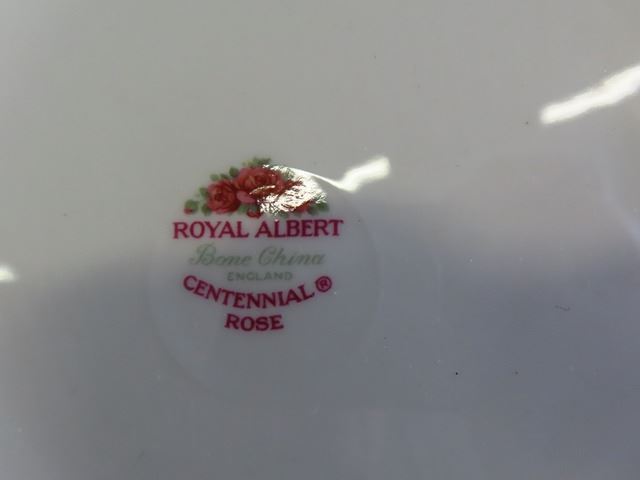 ROYAL ALBERT
Bone China
ENGLAND
CENTENNIAL®
ROSE